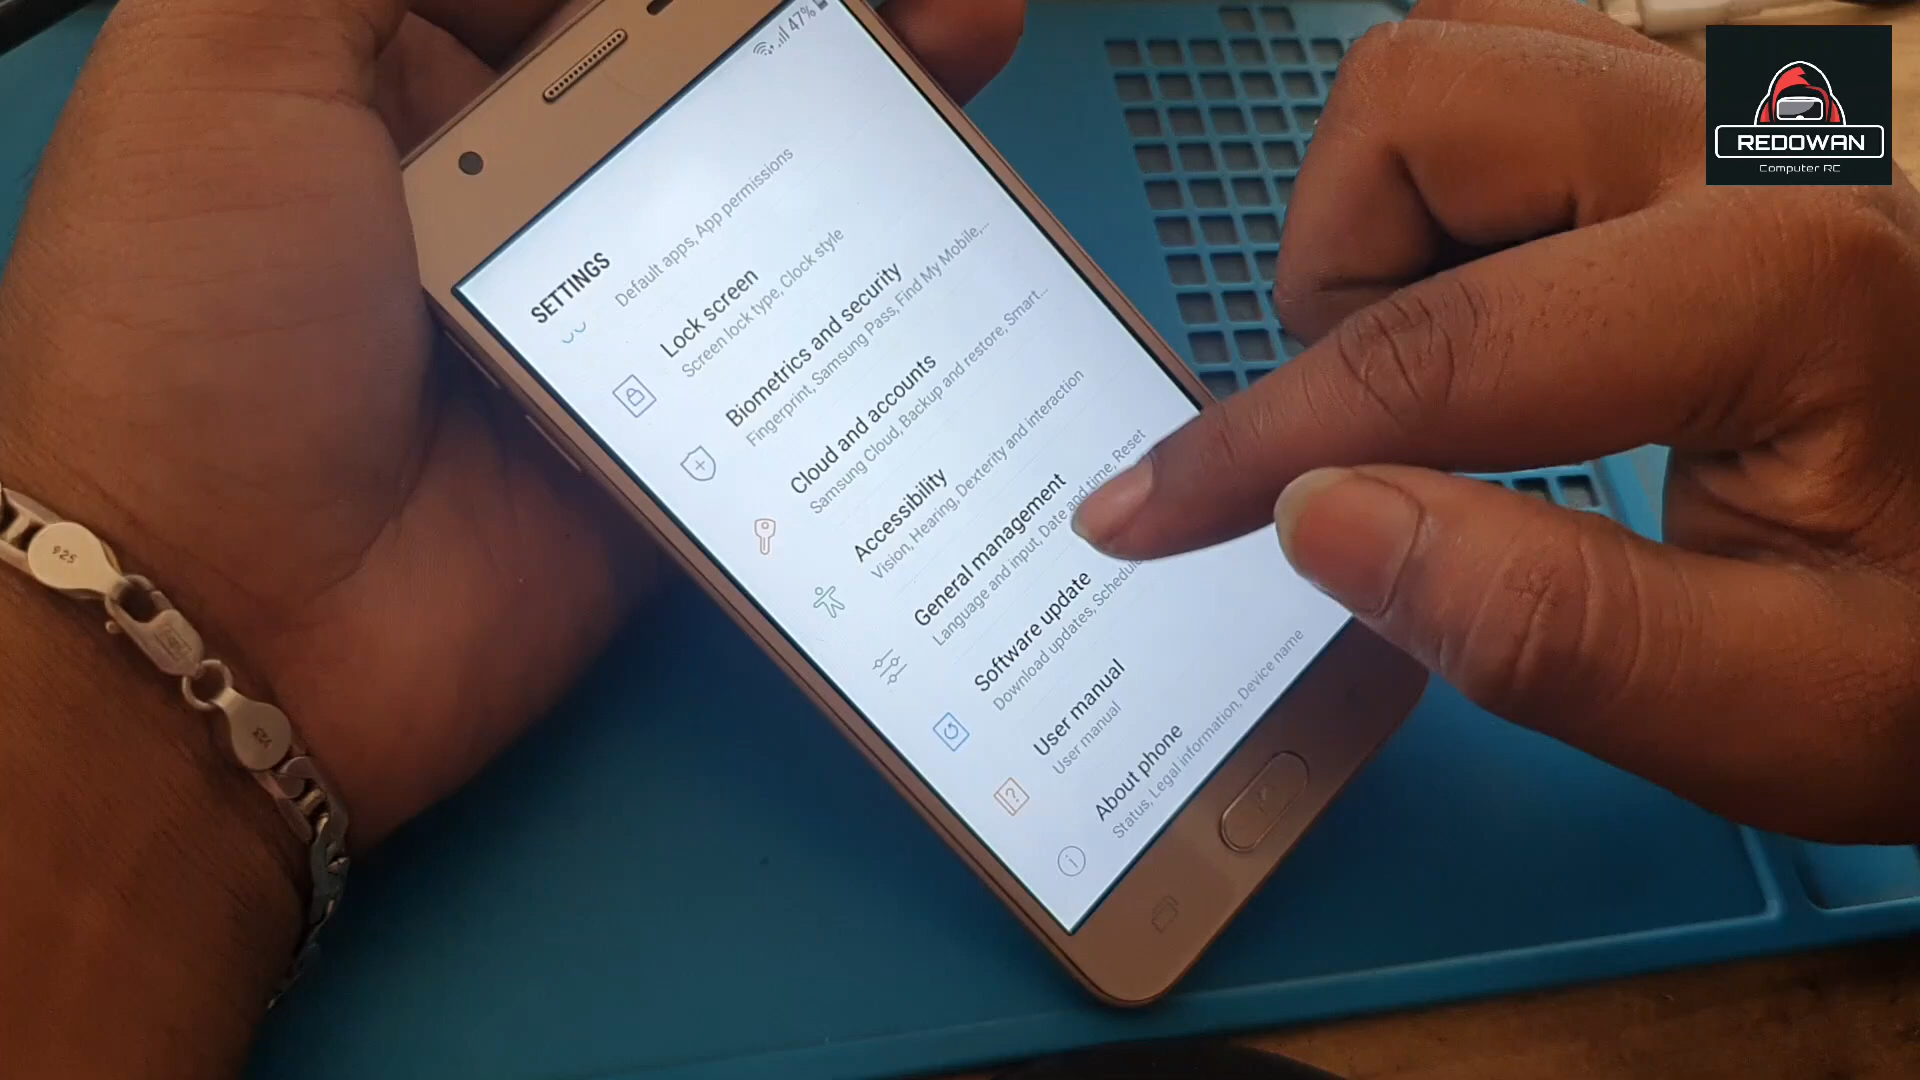 47%
SETTINGS
Default apps, App permissions
Lock screen
Screen lock type, Clock style
Biometrics and security
Fingerprint, Samsung Pass, Find My Mobile,...
Cloud and accounts
Samsung Cloud, Backup and restore, Smart...
Accessibility
Vision, Hearing, Dexterity and interaction
General management
Language and input, Date and time, Reset
Software update
Download updates,
User manual
User manual
About phone
Status, Legal information, Device name
REDOWAN
Computer RC
925